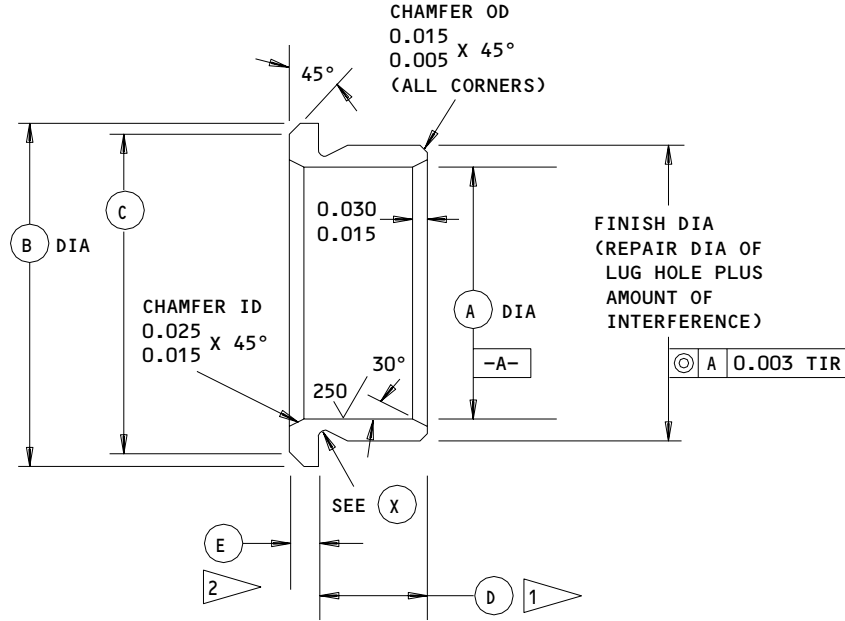 CHAMFER OD
0.015
0.005 X 45°
(ALL CORNERS)
45°
C
B DIA
0.030
0.015
FINISH DIA
(REPAIR DIA OF
LUG HOLE PLUS
AMOUNT OF
INTERFERENCE)
CHAMFER ID
0.025
0.015 X 45°
A DIA
-A-
30°
250
◎ A 0.003 TIR
SEE X
E
2
D 1